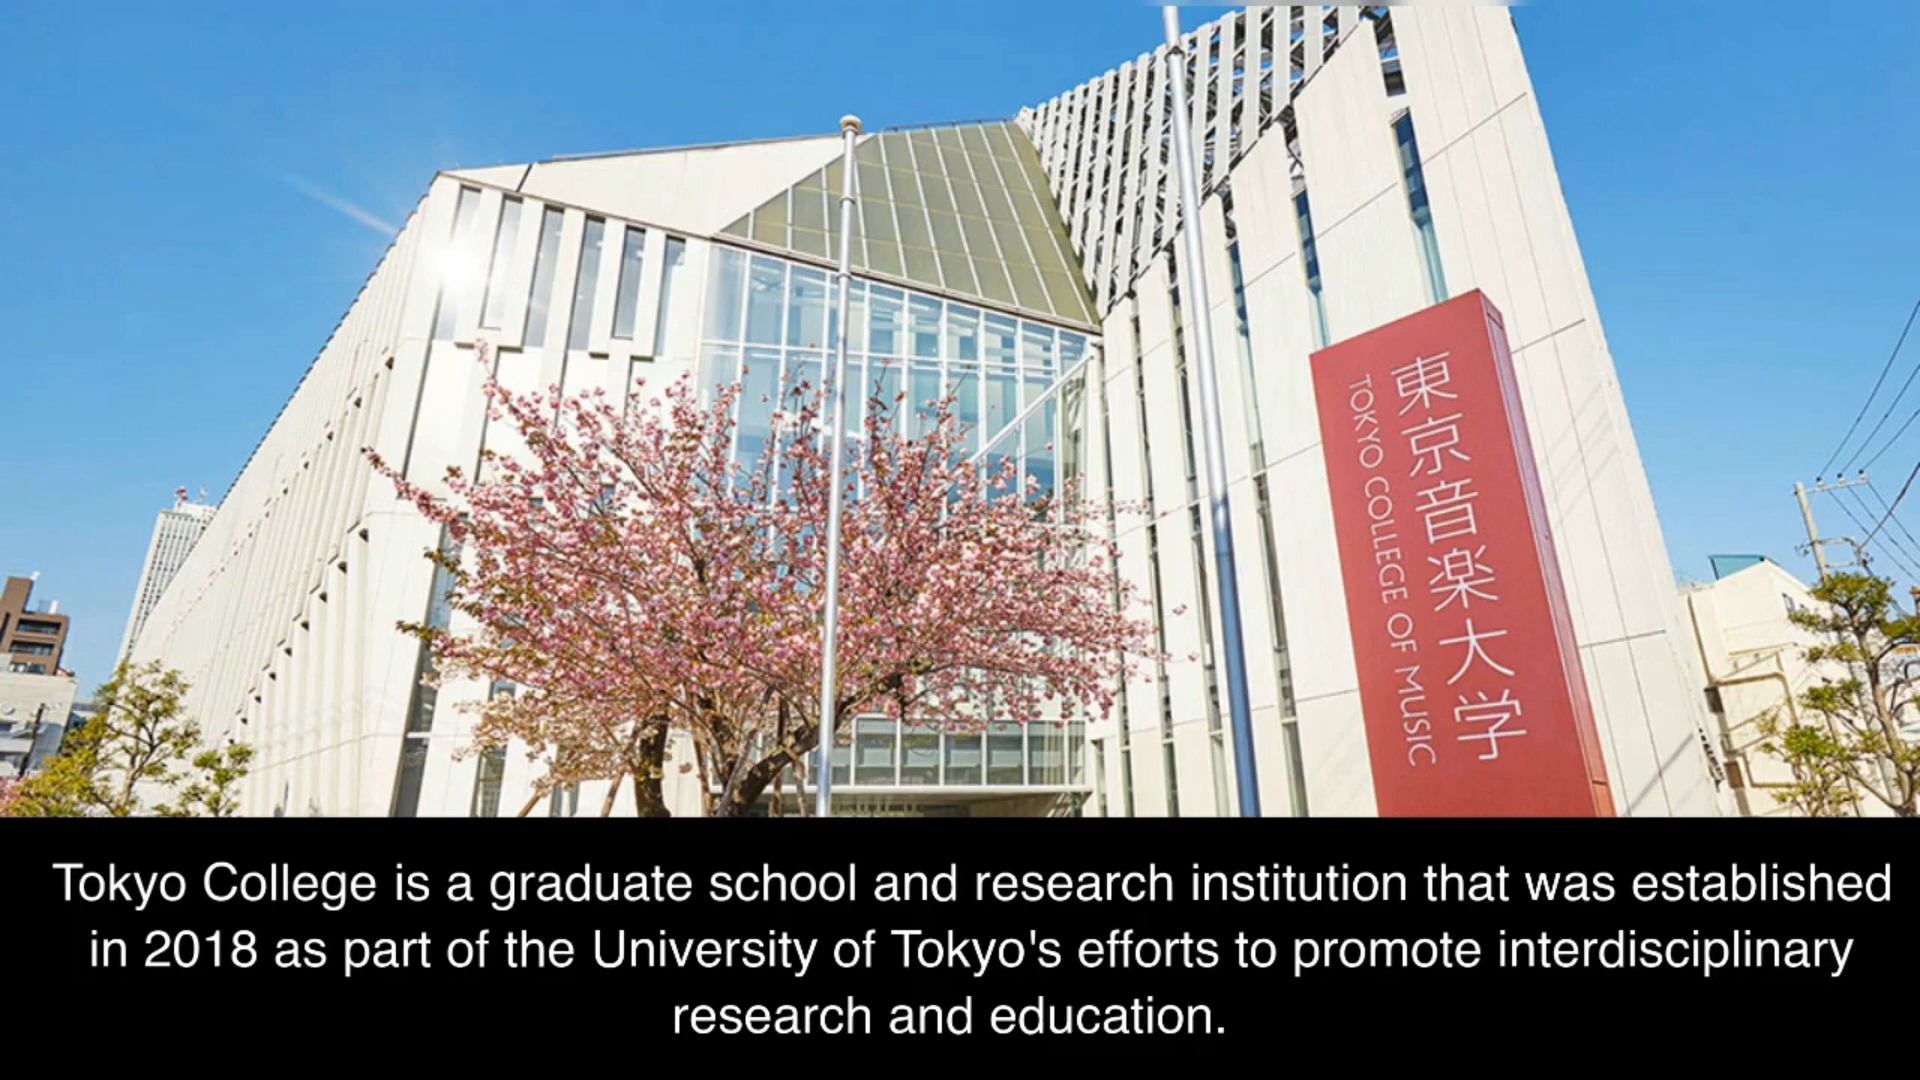 東京音楽大学
TOKYO COLLEGE OF MUSIC
Tokyo College is a graduate school and research institution that was established
in 2018 as part of the University of Tokyo's efforts to promote interdisciplinary
research and education.